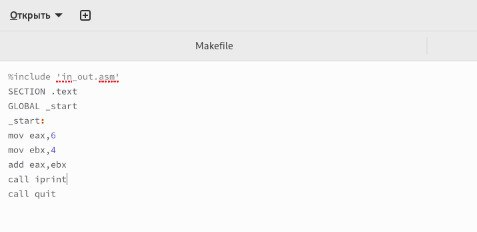 Открыть
Makefile
%include 'in_out.asm'
SECTION .text
GLOBAL _start
_start:
mov eax,6
mov ebx,4
add eax,ebx
call iprint
call quit